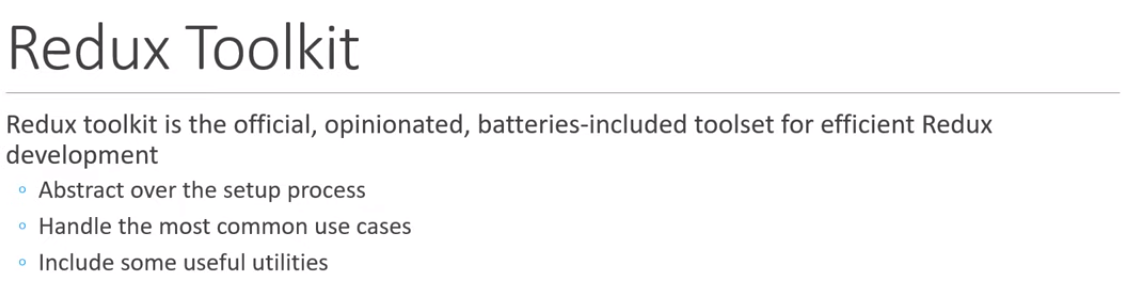 Redux Toolkit
Redux toolkit is the official, opinionated, batteries-included toolset for efficient Redux
development
Abstract over the setup process
Handle the most common use cases
Include some useful utilities